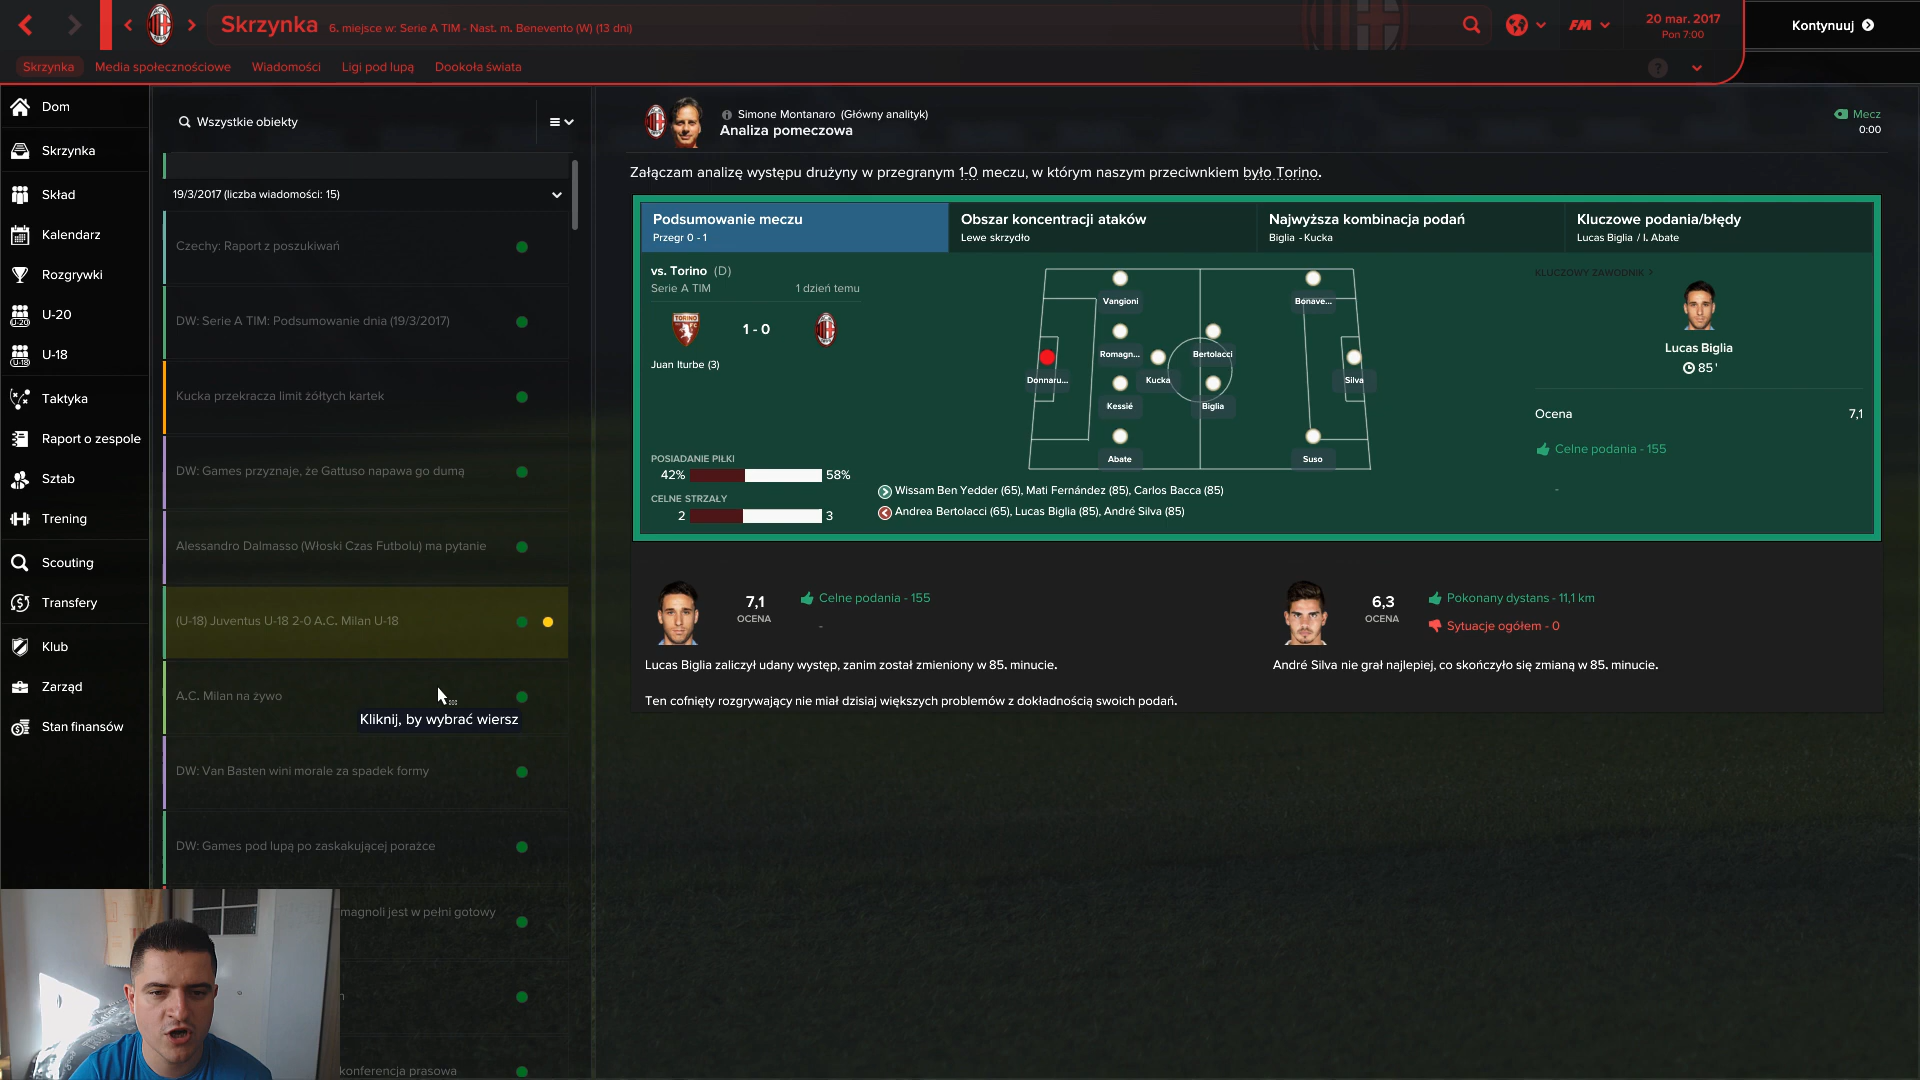 Skrzynka
6. miejsce w: Serie A TIM - Nast. m. Benevento (W) (13 dni)
FM
20 mar. 2017
Pon 7:00
Kontynuuj
Skrzynka
Media społecznościowe
Wiadomości
Ligi pod lupą
Dookoła świata
?
Dom
Skrzynka
Skład
Kalendarz
Rozgrywki
U-20
U-18
Taktyka
Raport o zespole
Sztab
Trening
Scouting
Transfery
Klub
Zarząd
Stan finansów
Wszystkie obiekty
19/3/2017 (liczba wiadomości: 15)
Czechy: Raport z poszukiwań
DW: Serie A TIM: Podsumowanie dnia (19/3/2017)
Kucka przekracza limit żółtych kartek
DW: Games przyznaje, że Gattuso napawa go dumą
Alessandro Dalmasso (Włoski Czas Futbolu) ma pytanie
(U-18) Juventus U-18 2-0 A.C. Milan U-18
A.C. Milan na żywo
Kliknij, by wybrać wiersz
DW: Van Basten wini morale za spadek formy
DW: Games pod lupą po zaskakującej porażce
magnoli jest w pełni gotowy
konferencja prasowa
Simone Montanaro (Główny analityk)
Analiza pomeczowa
Mecz
0:00
Załączam analizę występu drużyny w przegranym 1-0 meczu, w którym naszym przeciwnkiem było Torino.
Podsumowanie meczu
Przegr 0 - 1
Obszar koncentracji ataków
Lewe skrzydło
Najwyższa kombinacja podań
Biglia - Kucka
Kluczowe podania/błędy
Lucas Biglia / I. Abate
vs. Torino (D)
Serie A TIM
1 dzień temu
1 - 0
Juan Iturbe (3)
POSIADANIE PIŁKI
42%
58%
CELNE STRZAŁY
2
3
Vangioni
Bonave...
Romagn...
Bertolacci
Donnaru...
Kucka
Silva
Kessié
Biglia
Abate
Suso
Wissam Ben Yedder (65), Mati Fernández (85), Carlos Bacca (85)
Andrea Bertolacci (65), Lucas Biglia (85), André Silva (85)
KLUCZOWY ZAWODNIK >
Lucas Biglia
85 '
Ocena
7,1
Celne podania - 155
-
7,1
OCENA
Celne podania - 155
-
Lucas Biglia zaliczył udany występ, zanim został zmieniony w 85. minucie.
Ten cofnięty rozgrywający nie miał dzisiaj większych problemów z dokładnością swoich podań.
6,3
OCENA
Pokonany dystans - 11,1 km
Sytuacje ogółem - 0
André Silva nie grał najlepiej, co skończyło się zmianą w 85. minucie.